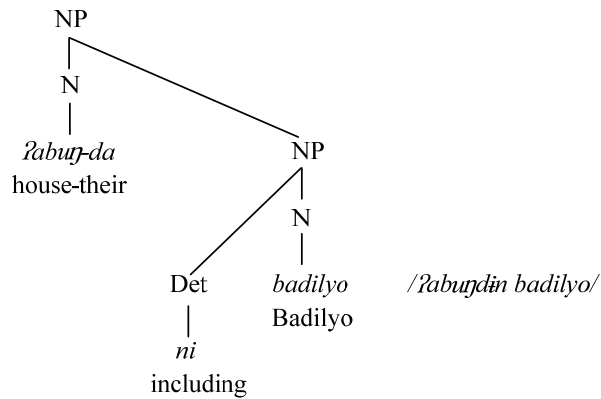 NP
N
ʔabuŋ-da
house-their
NP
N
Det badilyo /ʔabuŋdɨn badilyo/
Badilyo
ni
including